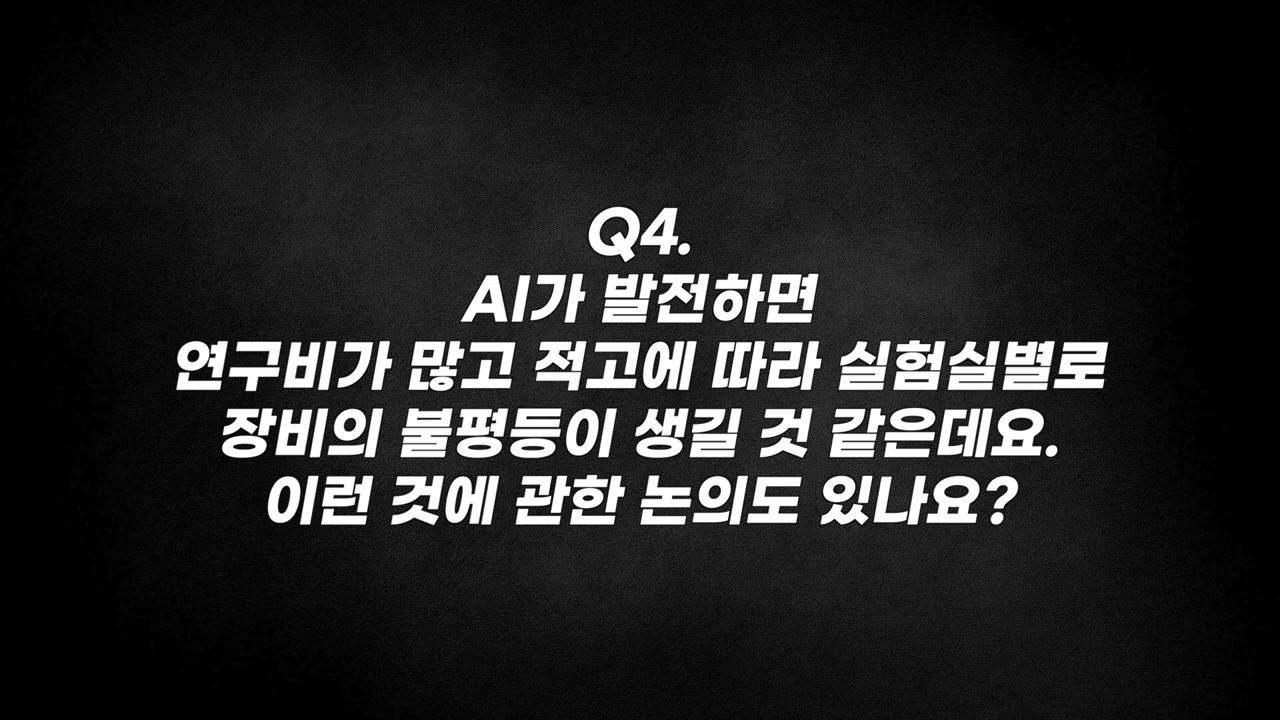 Q4.
AI가 발전하면
연구비가 많고 적고에 따라 실험실별로
장비의 불평등이 생길 것 같은데요.
이런 것에 관한 논의도 있나요?